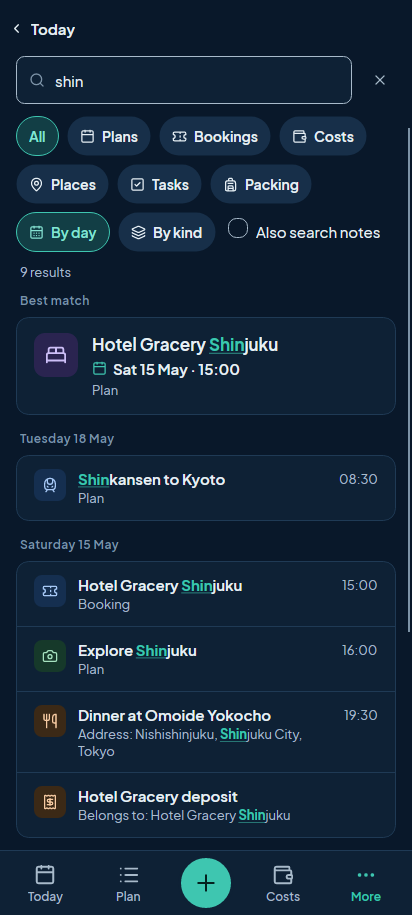 Today
shin
All
Plans
Bookings
Costs
Places
Tasks
Packing
By day
By kind
Also search notes
9 results
Best match
Hotel Gracery Shinjuku
Sat 15 May · 15:00
Plan
Tuesday 18 May
Shinkansen to Kyoto
08:30
Plan
Saturday 15 May
Hotel Gracery Shinjuku
15:00
Booking
Explore Shinjuku
16:00
Plan
Dinner at Omoide Yokocho
19:30
Address: Nishishinjuku, Shinjuku City,
Tokyo
Hotel Gracery deposit
Belongs to: Hotel Gracery Shinjuku
Today
Plan
Costs
More